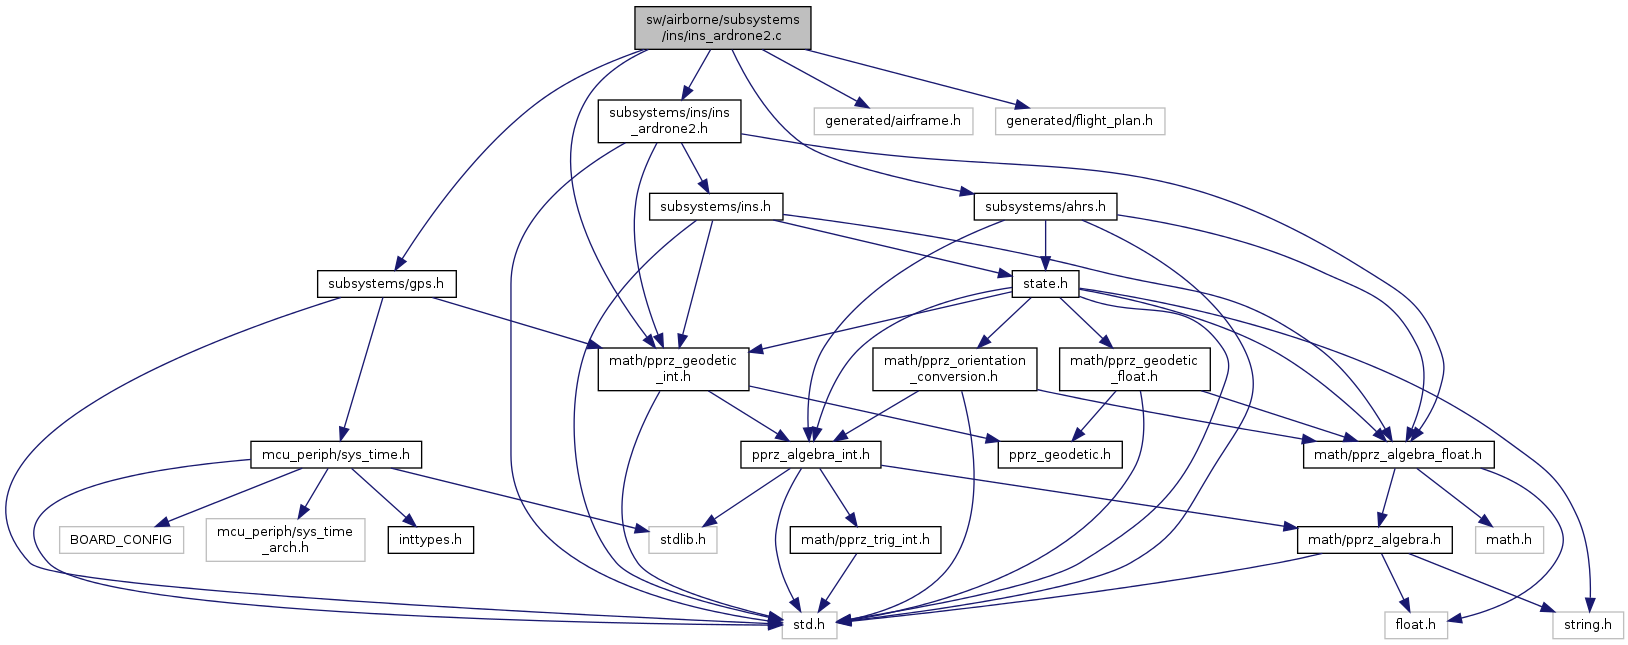 sw/airborne/subsystems
/ins/ins_ardrone2.c
subsystems/ins/ins
_ardrone2.h
generated/airframe.h
generated/flight_plan.h
subsystems/ins.h
subsystems/ahrs.h
subsystems/gps.h
state.h
math/pprz_geodetic
_int.h
math/pprz_orientation
_conversion.h
math/pprz_geodetic
_float.h
mcu_periph/sys_time.h
pprz_algebra_int.h
pprz_geodetic.h
math/pprz_algebra_float.h
BOARD_CONFIG
mcu_periph/sys_time
_arch.h
inttypes.h
stdlib.h
math/pprz_trig_int.h
math/pprz_algebra.h
math.h
std.h
float.h
string.h